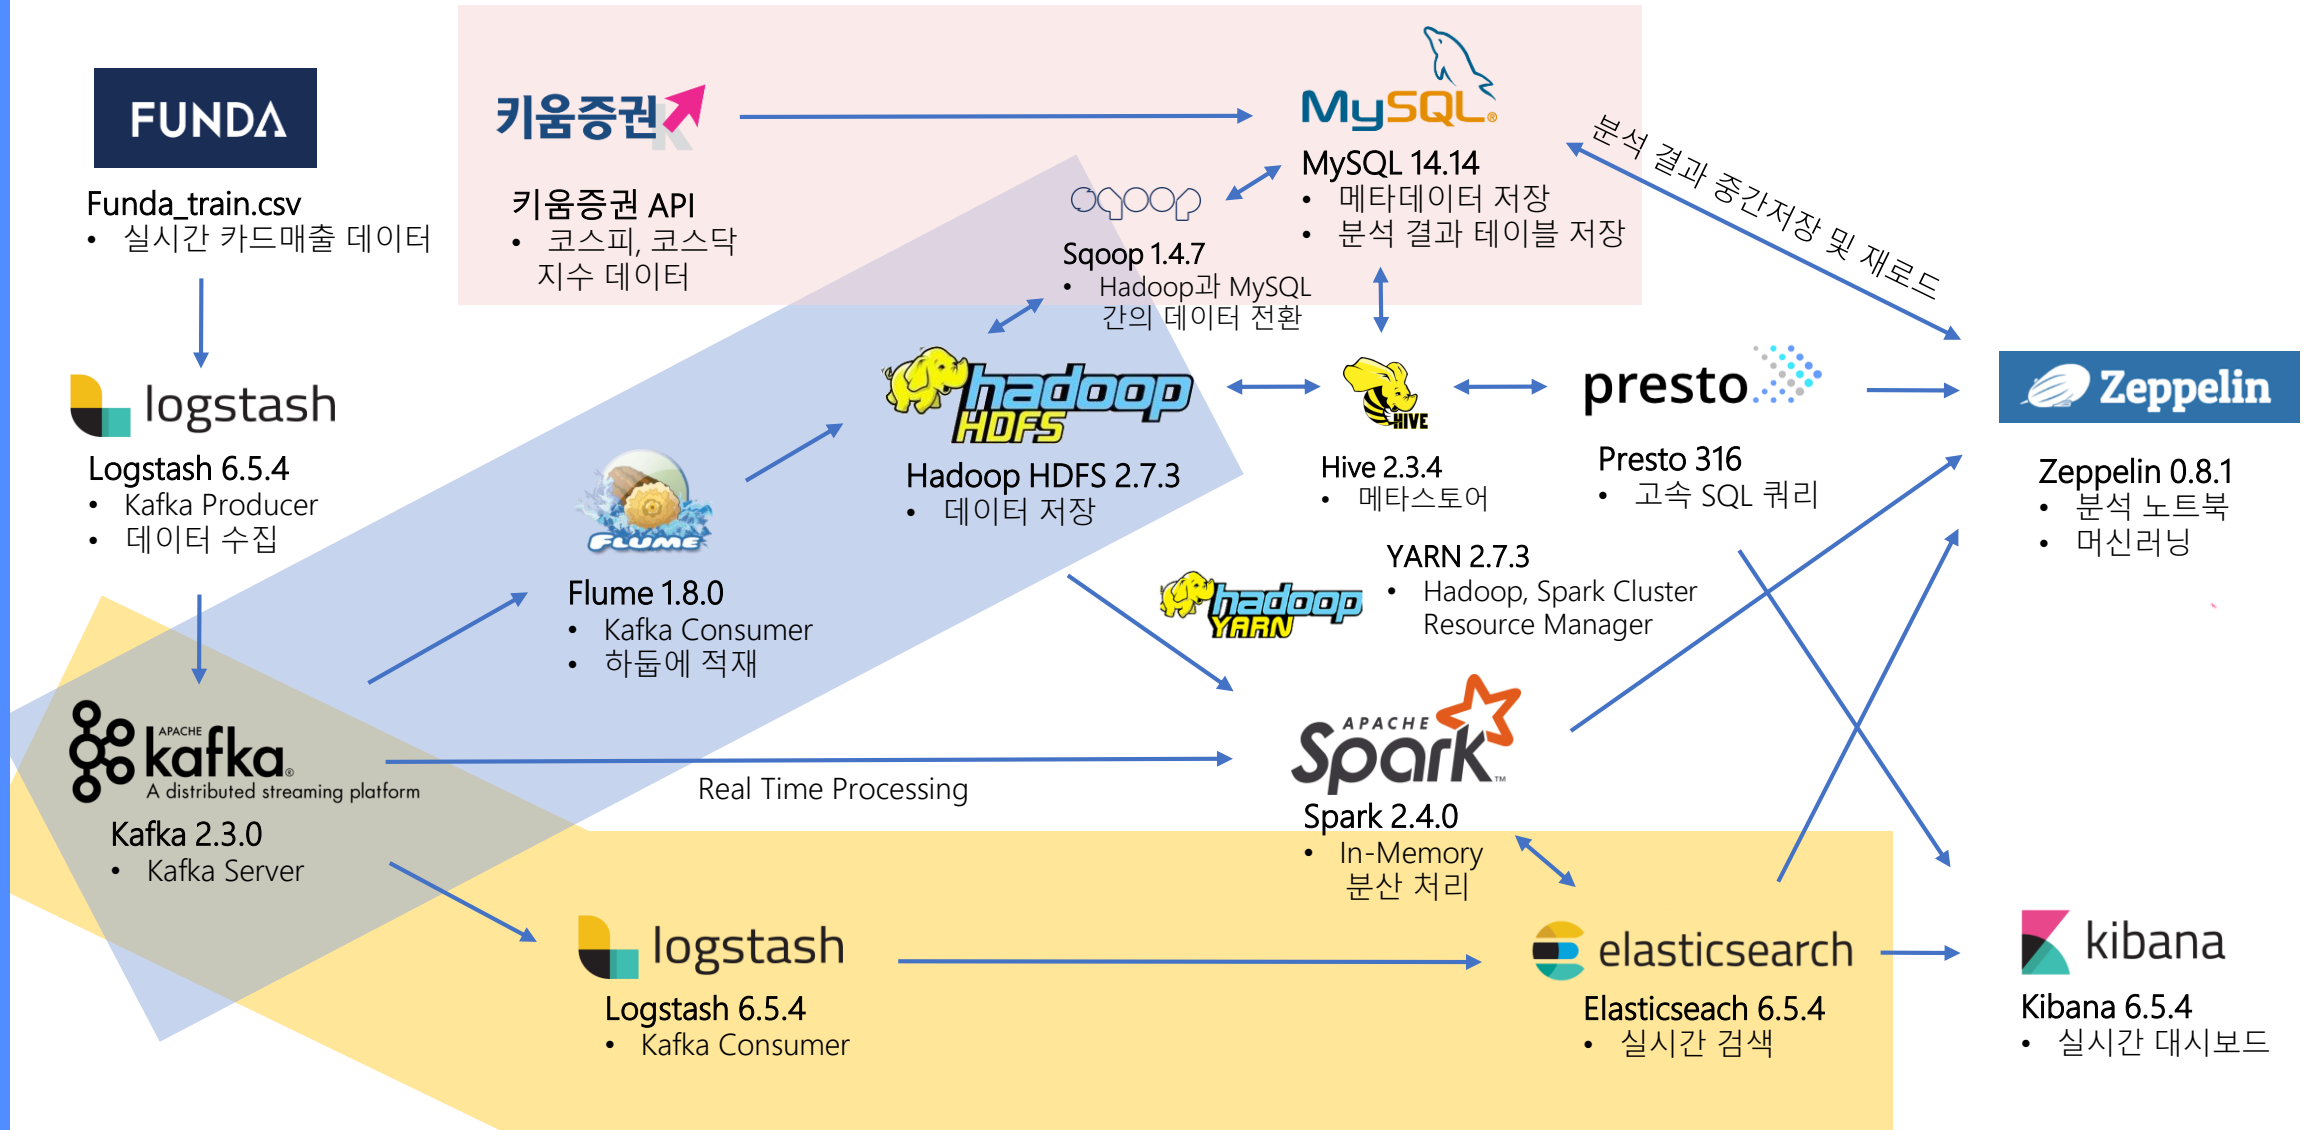 FUNDA
Funda_train.csv
• 실시간 카드매출 데이터
키움증권
키움증권 API
• 코스피, 코스닥
지수 데이터
MySQL®
MySQL 14.14
• 메타데이터 저장
• 분석 결과 테이블 저장
분석 결과 중간저장 및 재로드
sqoop
Sqoop 1.4.7
• Hadoop과 MySQL
간의 데이터 전환
logstash
Logstash 6.5.4
• Kafka Producer
• 데이터 수집
FLUME
Flume 1.8.0
• Kafka Consumer
• 하둡에 적재
hadoop
HDFS
Hadoop HDFS 2.7.3
• 데이터 저장
HIVE
Hive 2.3.4
• 메타스토어
presto
Presto 316
• 고속 SQL 쿼리
Zeppelin
Zeppelin 0.8.1
• 분석 노트북
• 머신러닝
hadoop
YARN
YARN 2.7.3
• Hadoop, Spark Cluster
Resource Manager
APACHE
kafka®
A distributed streaming platform
Kafka 2.3.0
• Kafka Server
Real Time Processing
APACHE
Spark™
Spark 2.4.0
• In-Memory
분산 처리
logstash
Logstash 6.5.4
• Kafka Consumer
elasticsearch
Elasticseach 6.5.4
• 실시간 검색
kibana
Kibana 6.5.4
• 실시간 대시보드